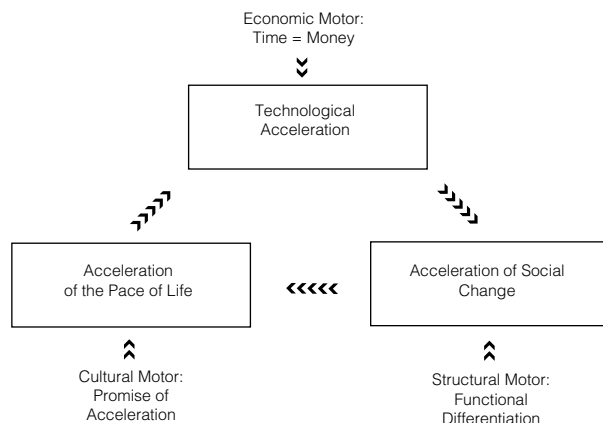 Economic Motor:
Time = Money
Technological
Acceleration
Acceleration
of the Pace of Life
Acceleration of Social
Change
Cultural Motor:
Promise of
Acceleration
Structural Motor:
Functional
Differentiation